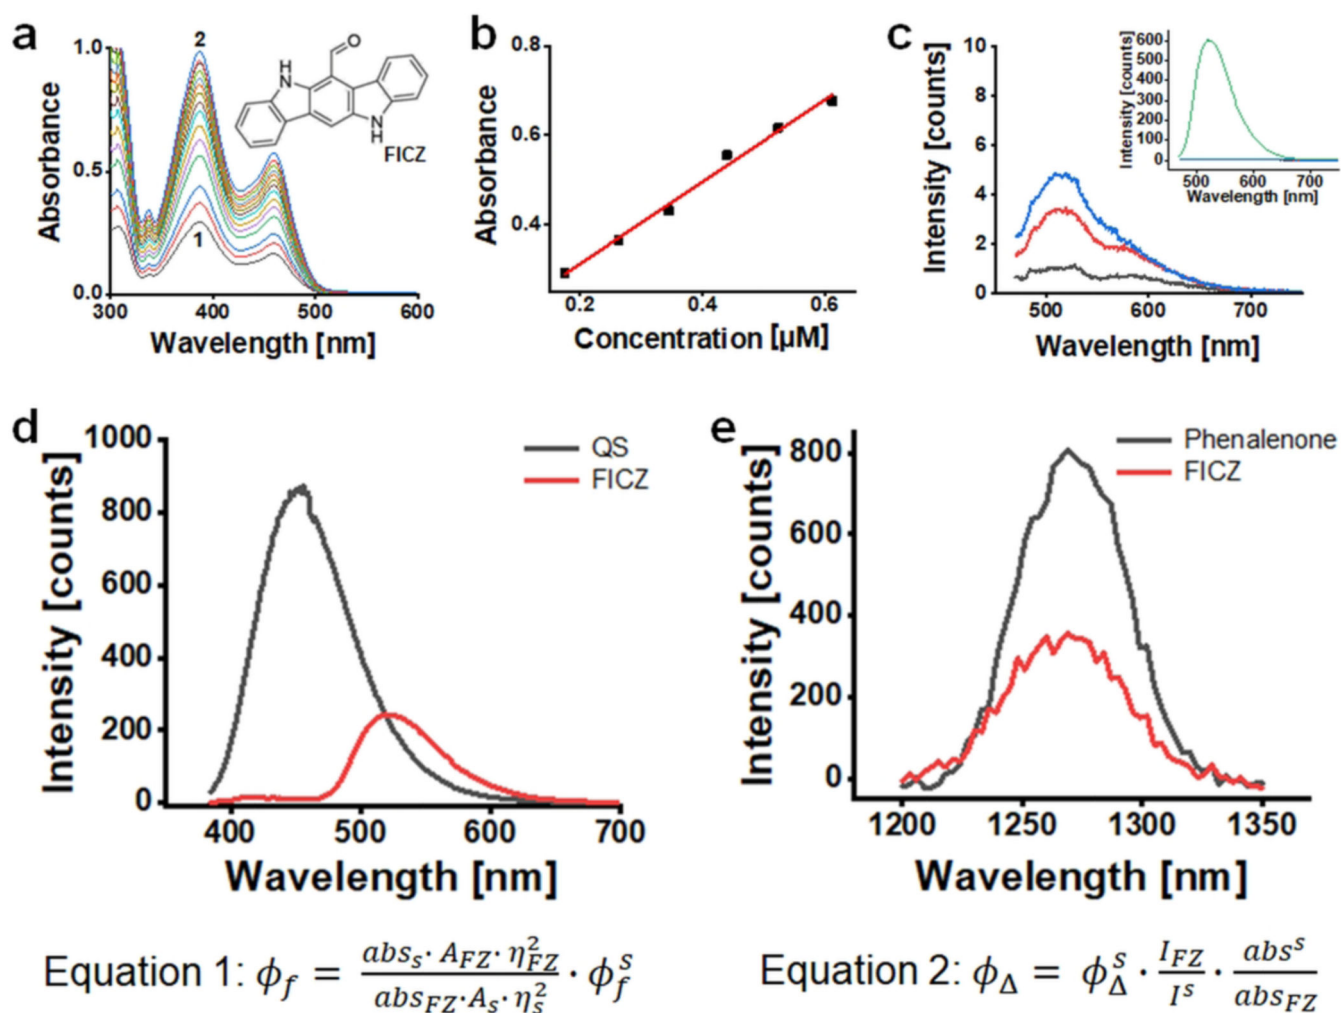 a
1.0
0.5
0.0
300
400
500
600
Absorbance
Wavelength [nm]
2
1
O
H
N
N
H
FICZ
b
0.8
0.6
0.4
0.2
0.4
0.6
Absorbance
Concentration [µM]
c
10
8
6
4
2
0
500
600
700
Intensity [counts]
Wavelength [nm]
600
500
400
300
200
100
0
500
600
700
Intensity [counts]
Wavelength [nm]
d
1000
800
600
400
200
0
400
500
600
700
Intensity [counts]
Wavelength [nm]
QS
FICZ
e
800
600
400
200
0
1200
1250
1300
1350
Intensity [counts]
Wavelength [nm]
Phenalenone
FICZ
Equation 1: ϕ_f = (abs_s · A_FZ · η²_FZ) / (abs_FZ · A_s · η²_s) · ϕ^s_f
Equation 2: ϕ_Δ = ϕ^s_Δ · I_FZ / I^s · abs^s / abs_FZ